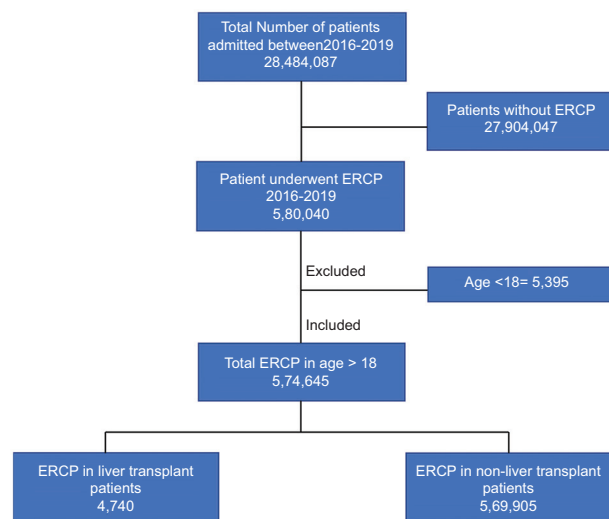 Total Number of patients
admitted between2016-2019
28,484,087
Patients without ERCP
27,904,047
Patient underwent ERCP
2016-2019
5,80,040
Excluded
Age <18= 5,395
Included
Total ERCP in age > 18
5,74,645
ERCP in liver transplant
patients
4,740
ERCP in non-liver transplant
patients
5,69,905